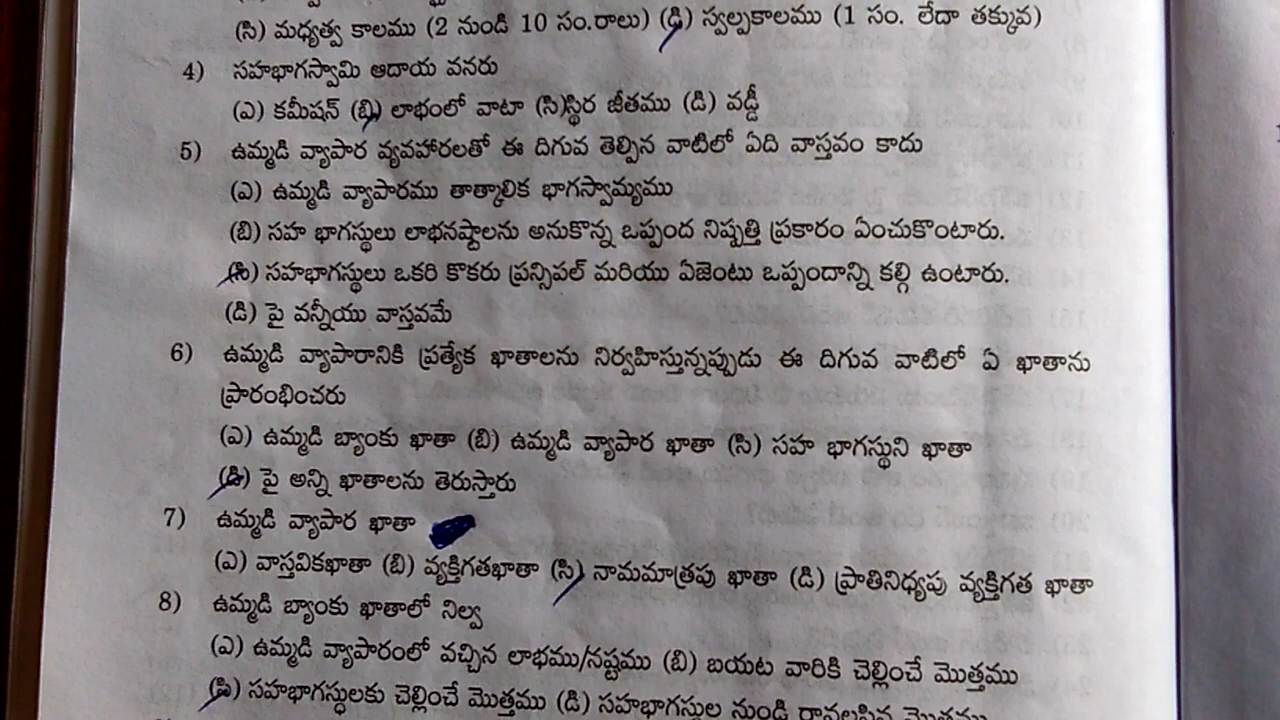 (సి) మధ్యత్వ కాలము (2 నుండి 10 సం.రాలు) (డి) స్వల్పకాలము (1 సం. లేదా తక్కువ)
4) సహభాగస్వామి ఆదాయ వనరు
(ఎ) కమీషన్ (బి) లాభంలో వాటా (సి)స్థిర జీతము (డి) వడ్డీ
5) ఉమ్మడి వ్యాపార వ్యవహారలతో ఈ దిగువ తెల్పిన వాటిలో ఏది వాస్తవం కాదు
(ఎ) ఉమ్మడి వ్యాపారము తాత్కాలిక భాగస్వామ్యము
(బి) సహ భాగస్థులు లాభనష్టాలను అనుకొన్న ఒప్పంద నిష్పత్తి ప్రకారం ఏంచుకొంటారు.
(సి) సహభాగస్థులు ఒకరి కొకరు ప్రన్సిపల్ మరియు ఏజెంటు ఒప్పందాన్ని కల్గి ఉంటారు.
(డి) పై వన్నీయు వాస్తవమే
6) ఉమ్మడి వ్యాపారానికి ప్రత్యేక ఖాతాలను నిర్వహిస్తున్నప్పుడు ఈ దిగువ వాటిలో ఏ ఖాతాను
ప్రారంభించరు
(ఎ) ఉమ్మడి బ్యాంకు ఖాతా (బి) ఉమ్మడి వ్యాపార ఖాతా (సి) సహ భాగస్థుని ఖాతా
(డి) పై అన్ని ఖాతాలను తెరుస్తారు
7) ఉమ్మడి వ్యాపార ఖాతా
(ఎ) వాస్తవికఖాతా (బి) వ్యక్తిగతఖాతా (సి) నామమాత్రపు ఖాతా (డి) ప్రాతినిధ్యపు వ్యక్తిగత ఖాతా
8) ఉమ్మడి బ్యాంకు ఖాతాలో నిల్వ
(ఎ) ఉమ్మడి వ్యాపారంలో వచ్చిన లాభము/నష్టము (బి) బయట వారికి చెల్లించే మొత్తము
(సి) సహభాగస్ధులకు చెల్లించే మొత్తము (డి) సహభాగస్తుల నుండి రావలసిన మొత్తము